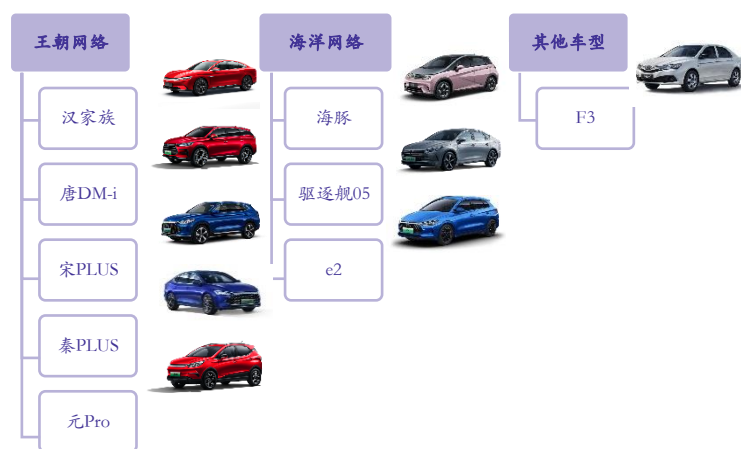 王朝网络
汉家族
唐DM-i
宋PLUS
秦PLUS
元Pro
海洋网络
海豚
驱逐舰05
e2
其他车型
F3